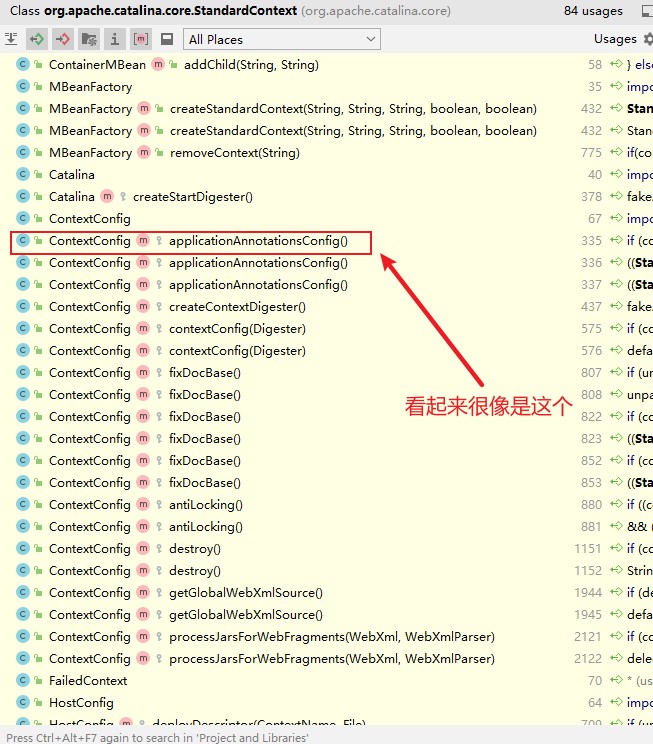 Class org.apache.catalina.core.StandardContext (org.apache.catalina.core) 84 usages
All Places Usages
ContainerMBean addChild(String, String) 58 } else
MBeanFactory 35 impo
MBeanFactory createStandardContext(String, String, String, boolean, boolean) 432 Stan
MBeanFactory createStandardContext(String, String, String, boolean, boolean) 432 Stan
MBeanFactory removeContext(String) 775 if(co
Catalina 40 impo
Catalina createStartDigester() 378 fake.
ContextConfig 67 impo
ContextConfig applicationAnnotationsConfig() 335 if (co
ContextConfig applicationAnnotationsConfig() 336 ((Sta
ContextConfig applicationAnnotationsConfig() 337 ((Sta
ContextConfig createContextDigester() 437 fake.
ContextConfig contextConfig(Digester) 575 if (co
ContextConfig contextConfig(Digester) 576 defa
ContextConfig fixDocBase() 807 if (un
ContextConfig fixDocBase() 808 unpa
看起来很像是这个
ContextConfig fixDocBase() 822 if (co
ContextConfig fixDocBase() 823 ((Sta
ContextConfig fixDocBase() 852 if (co
ContextConfig fixDocBase() 853 ((Sta
ContextConfig antiLocking() 880 if ((c
ContextConfig antiLocking() 881 && (
ContextConfig destroy() 1151 if (co
ContextConfig destroy() 1152 String
ContextConfig getGlobalWebXmlSource() 1944 if (de
ContextConfig getGlobalWebXmlSource() 1945 defa
ContextConfig processJarsForWebFragments(WebXml, WebXmlParser) 2121 if (co
ContextConfig processJarsForWebFragments(WebXml, WebXmlParser) 2122 dele
FailedContext 70 * (us
HostConfig 64 impo
HostConfig deployDescriptor(ContextName, File) 709 if (un
Press Ctrl+Alt+F7 again to search in 'Project and Libraries'